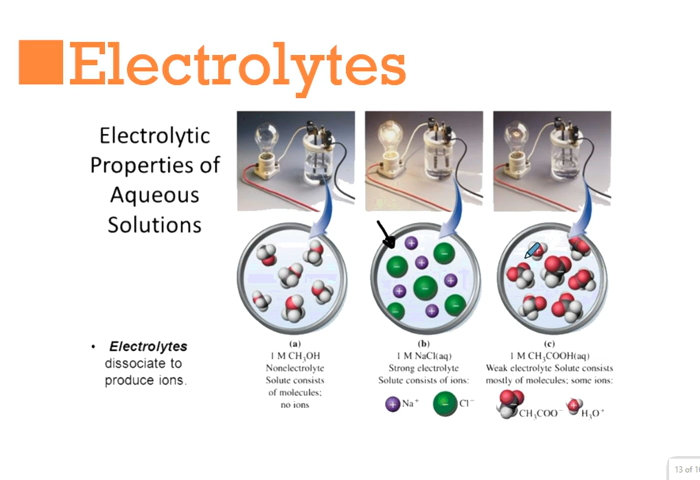 Electrolytes
Electrolytic
Properties of
Aqueous
Solutions
• Electrolytes
dissociate to
produce ions.
(a)
1 M CH₃OH
Nonelectrolyte
Solute consists
of molecules;
no ions
(b)
1 M NaCl(aq)
Strong electrolyte
Solute consists of ions:
+ Na⁺ − Cl⁻
(c)
1 M CH₃COOH(aq)
Weak electrolyte Solute consists
mostly of molecules; some ions:
CH₃COO⁻ H₃O⁺
13 of